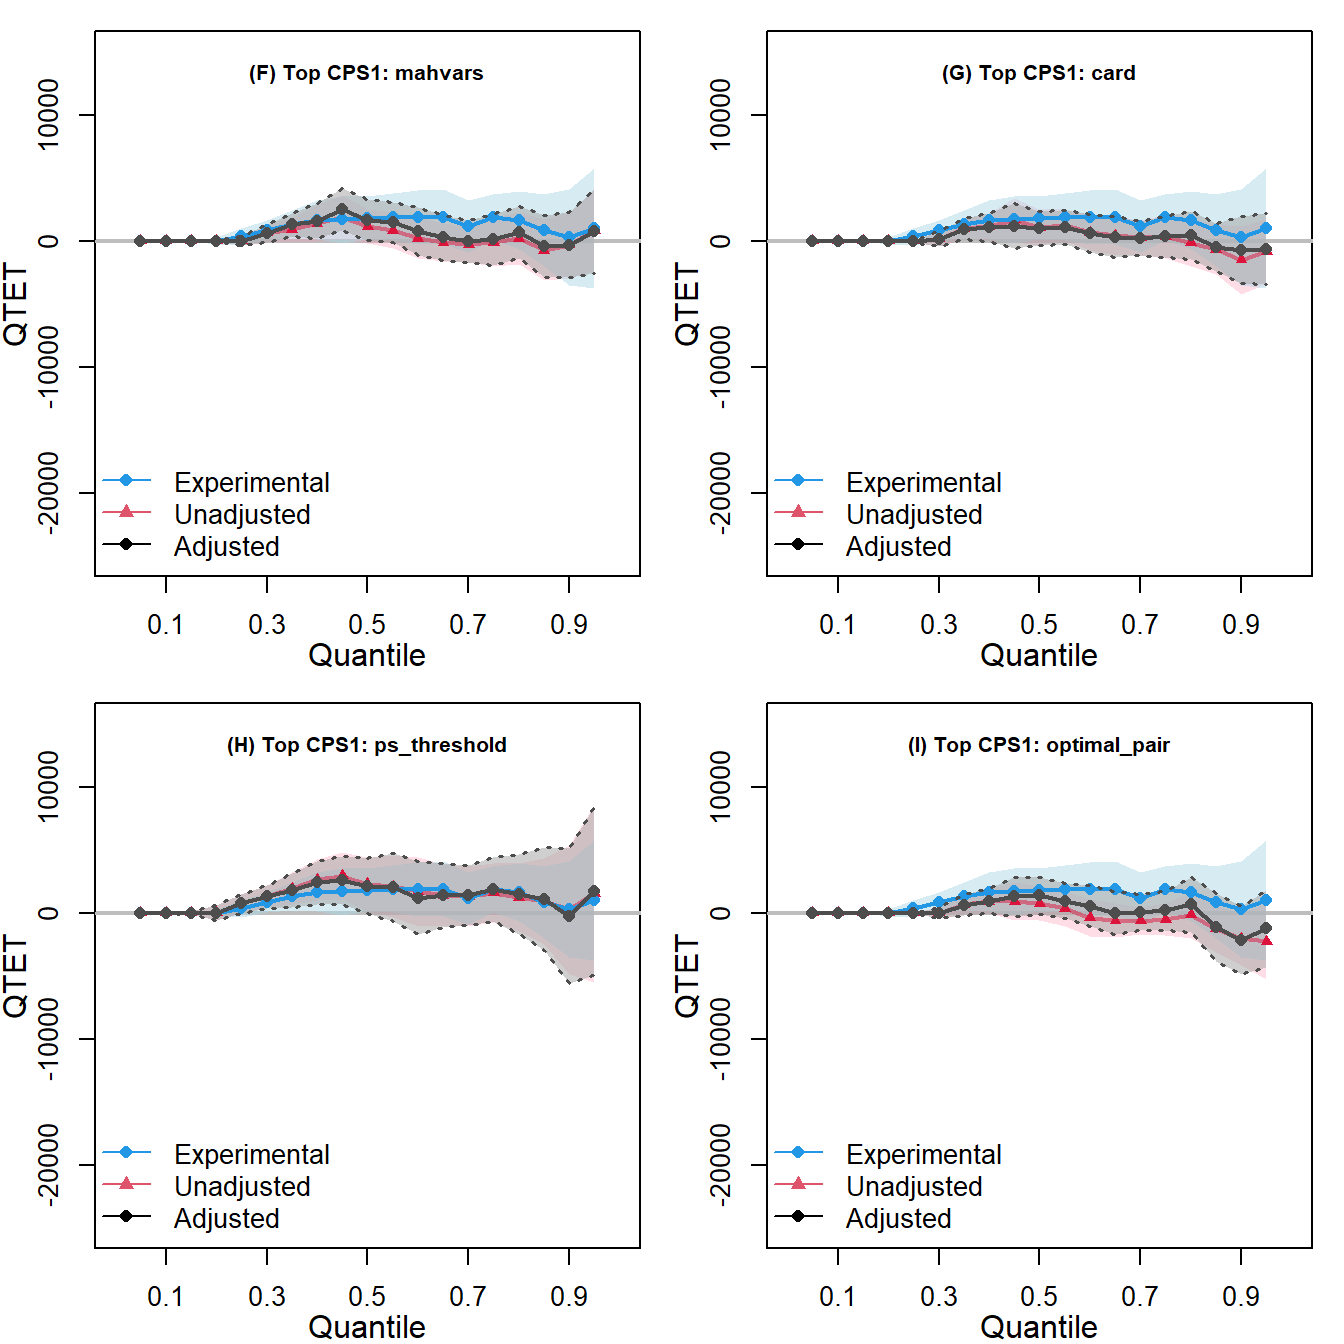 (F) Top CPS1: mahvars
10000
0
-10000
-20000
QTET
Experimental
Unadjusted
Adjusted
0.1 0.3 0.5 0.7 0.9
Quantile
(G) Top CPS1: card
10000
0
-10000
-20000
QTET
Experimental
Unadjusted
Adjusted
0.1 0.3 0.5 0.7 0.9
Quantile
(H) Top CPS1: ps_threshold
10000
0
-10000
-20000
QTET
Experimental
Unadjusted
Adjusted
0.1 0.3 0.5 0.7 0.9
Quantile
(I) Top CPS1: optimal_pair
10000
0
-10000
-20000
QTET
Experimental
Unadjusted
Adjusted
0.1 0.3 0.5 0.7 0.9
Quantile